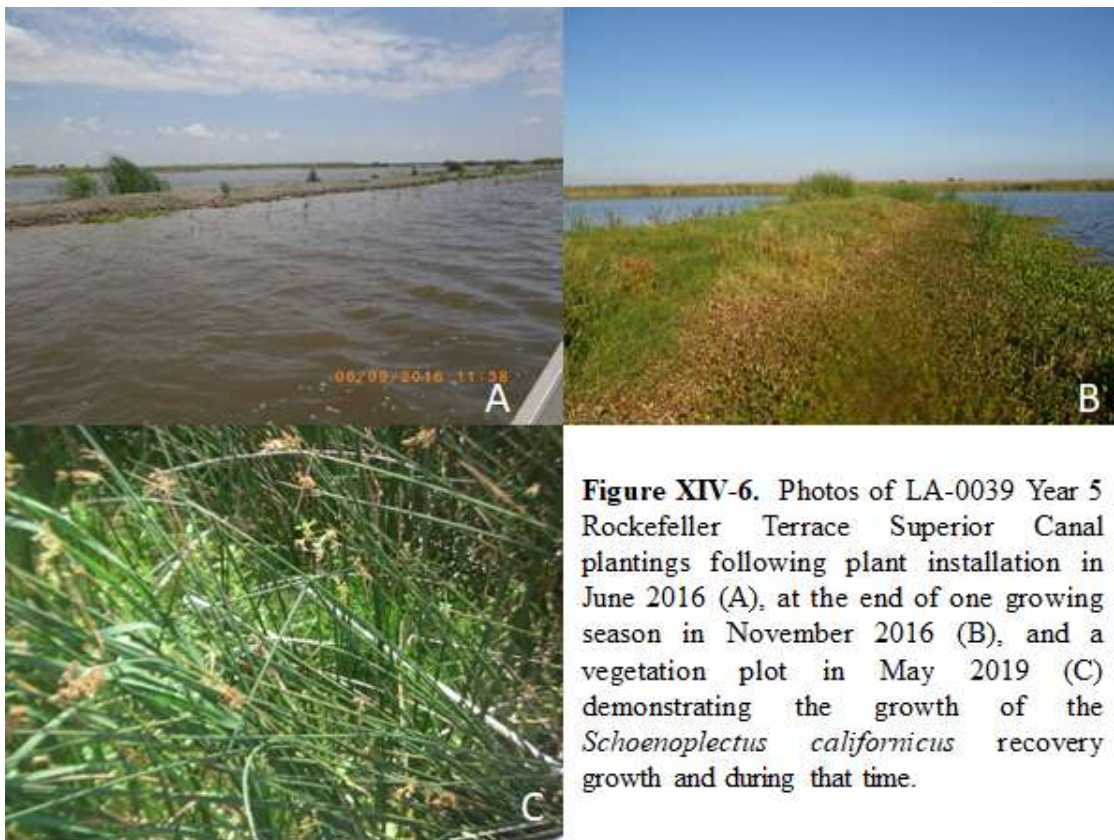 06/09/2016 11:38
A
B
C
Figure XIV-6. Photos of LA-0039 Year 5
Rockefeller Terrace Superior Canal
plantings following plant installation in
June 2016 (A), at the end of one growing
season in November 2016 (B), and a
vegetation plot in May 2019 (C)
demonstrating the growth of the
Schoenoplectus californicus recovery
growth and during that time.